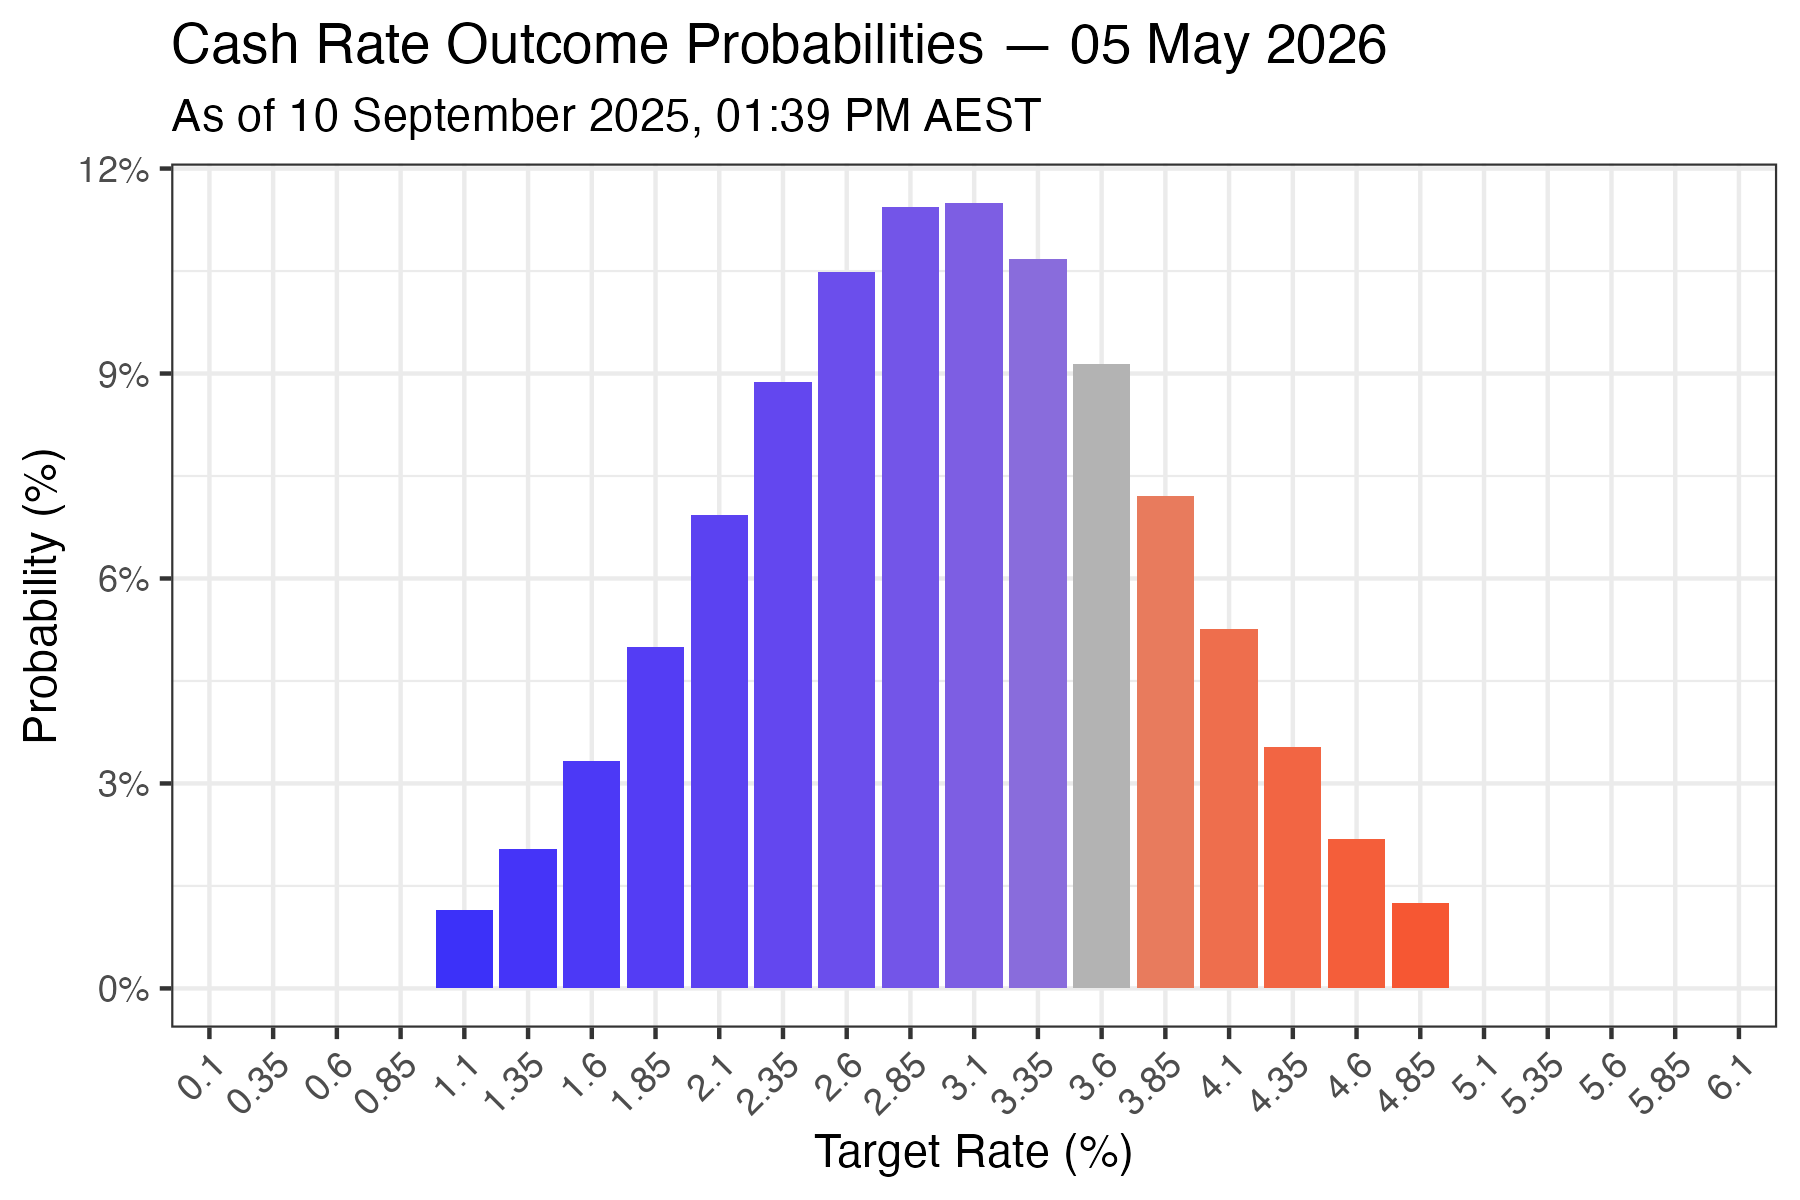 Cash Rate Outcome Probabilities — 05 May 2026
As of 10 September 2025, 01:39 PM AEST
Probability (%)
12%
9%
6%
3%
0%
0.1 0.35 0.6 0.85 1.1 1.35 1.6 1.85 2.1 2.35 2.6 2.85 3.1 3.35 3.6 3.85 4.1 4.35 4.6 4.85 5.1 5.35 5.6 5.85 6.1
Target Rate (%)